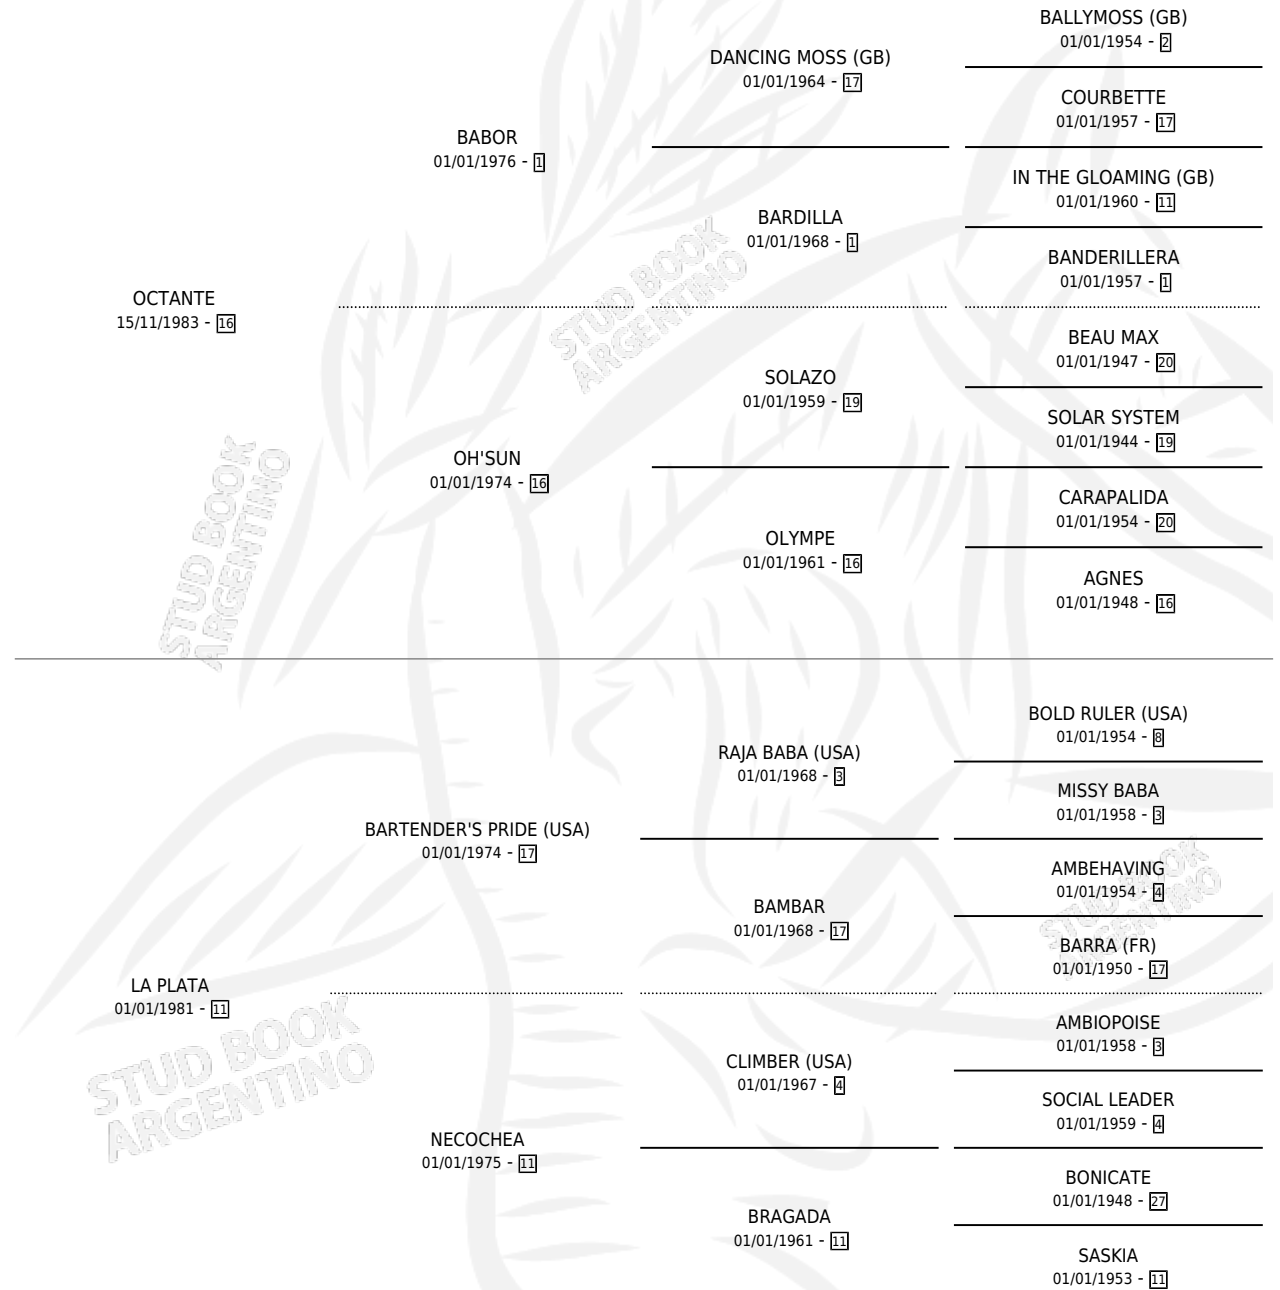 BALLYMOSS (GB)
01/01/1954 - 2
DANCING MOSS (GB)
01/01/1964 - 17
COURBETTE
01/01/1957 - 17
BABOR
01/01/1976 - 1
IN THE GLOAMING (GB)
01/01/1960 - 11
BARDILLA
01/01/1968 - 1
BANDERILLERA
01/01/1957 - 1
OCTANTE
15/11/1983 - 16
BEAU MAX
01/01/1947 - 20
SOLAZO
01/01/1959 - 19
SOLAR SYSTEM
01/01/1944 - 19
OH'SUN
01/01/1974 - 16
CARAPALIDA
01/01/1954 - 20
OLYMPE
01/01/1961 - 16
AGNES
01/01/1948 - 16
STUD BOOK
ARGENTINO
STUD BOOK
ARGENTINO
BOLD RULER (USA)
01/01/1954 - 8
RAJA BABA (USA)
01/01/1968 - 3
MISSY BABA
01/01/1958 - 3
BARTENDER'S PRIDE (USA)
01/01/1974 - 17
AMBEHAVING
01/01/1954 - 4
BAMBAR
01/01/1968 - 17
BARRA (FR)
01/01/1950 - 17
LA PLATA
01/01/1981 - 11
AMBIOPOISE
01/01/1958 - 3
CLIMBER (USA)
01/01/1967 - 4
SOCIAL LEADER
01/01/1959 - 4
NECOCHEA
01/01/1975 - 11
BONICATE
01/01/1948 - 27
BRAGADA
01/01/1961 - 11
SASKIA
01/01/1953 - 11
STUD BOOK
ARGENTINO
STUD BOOK
ARGENTINO